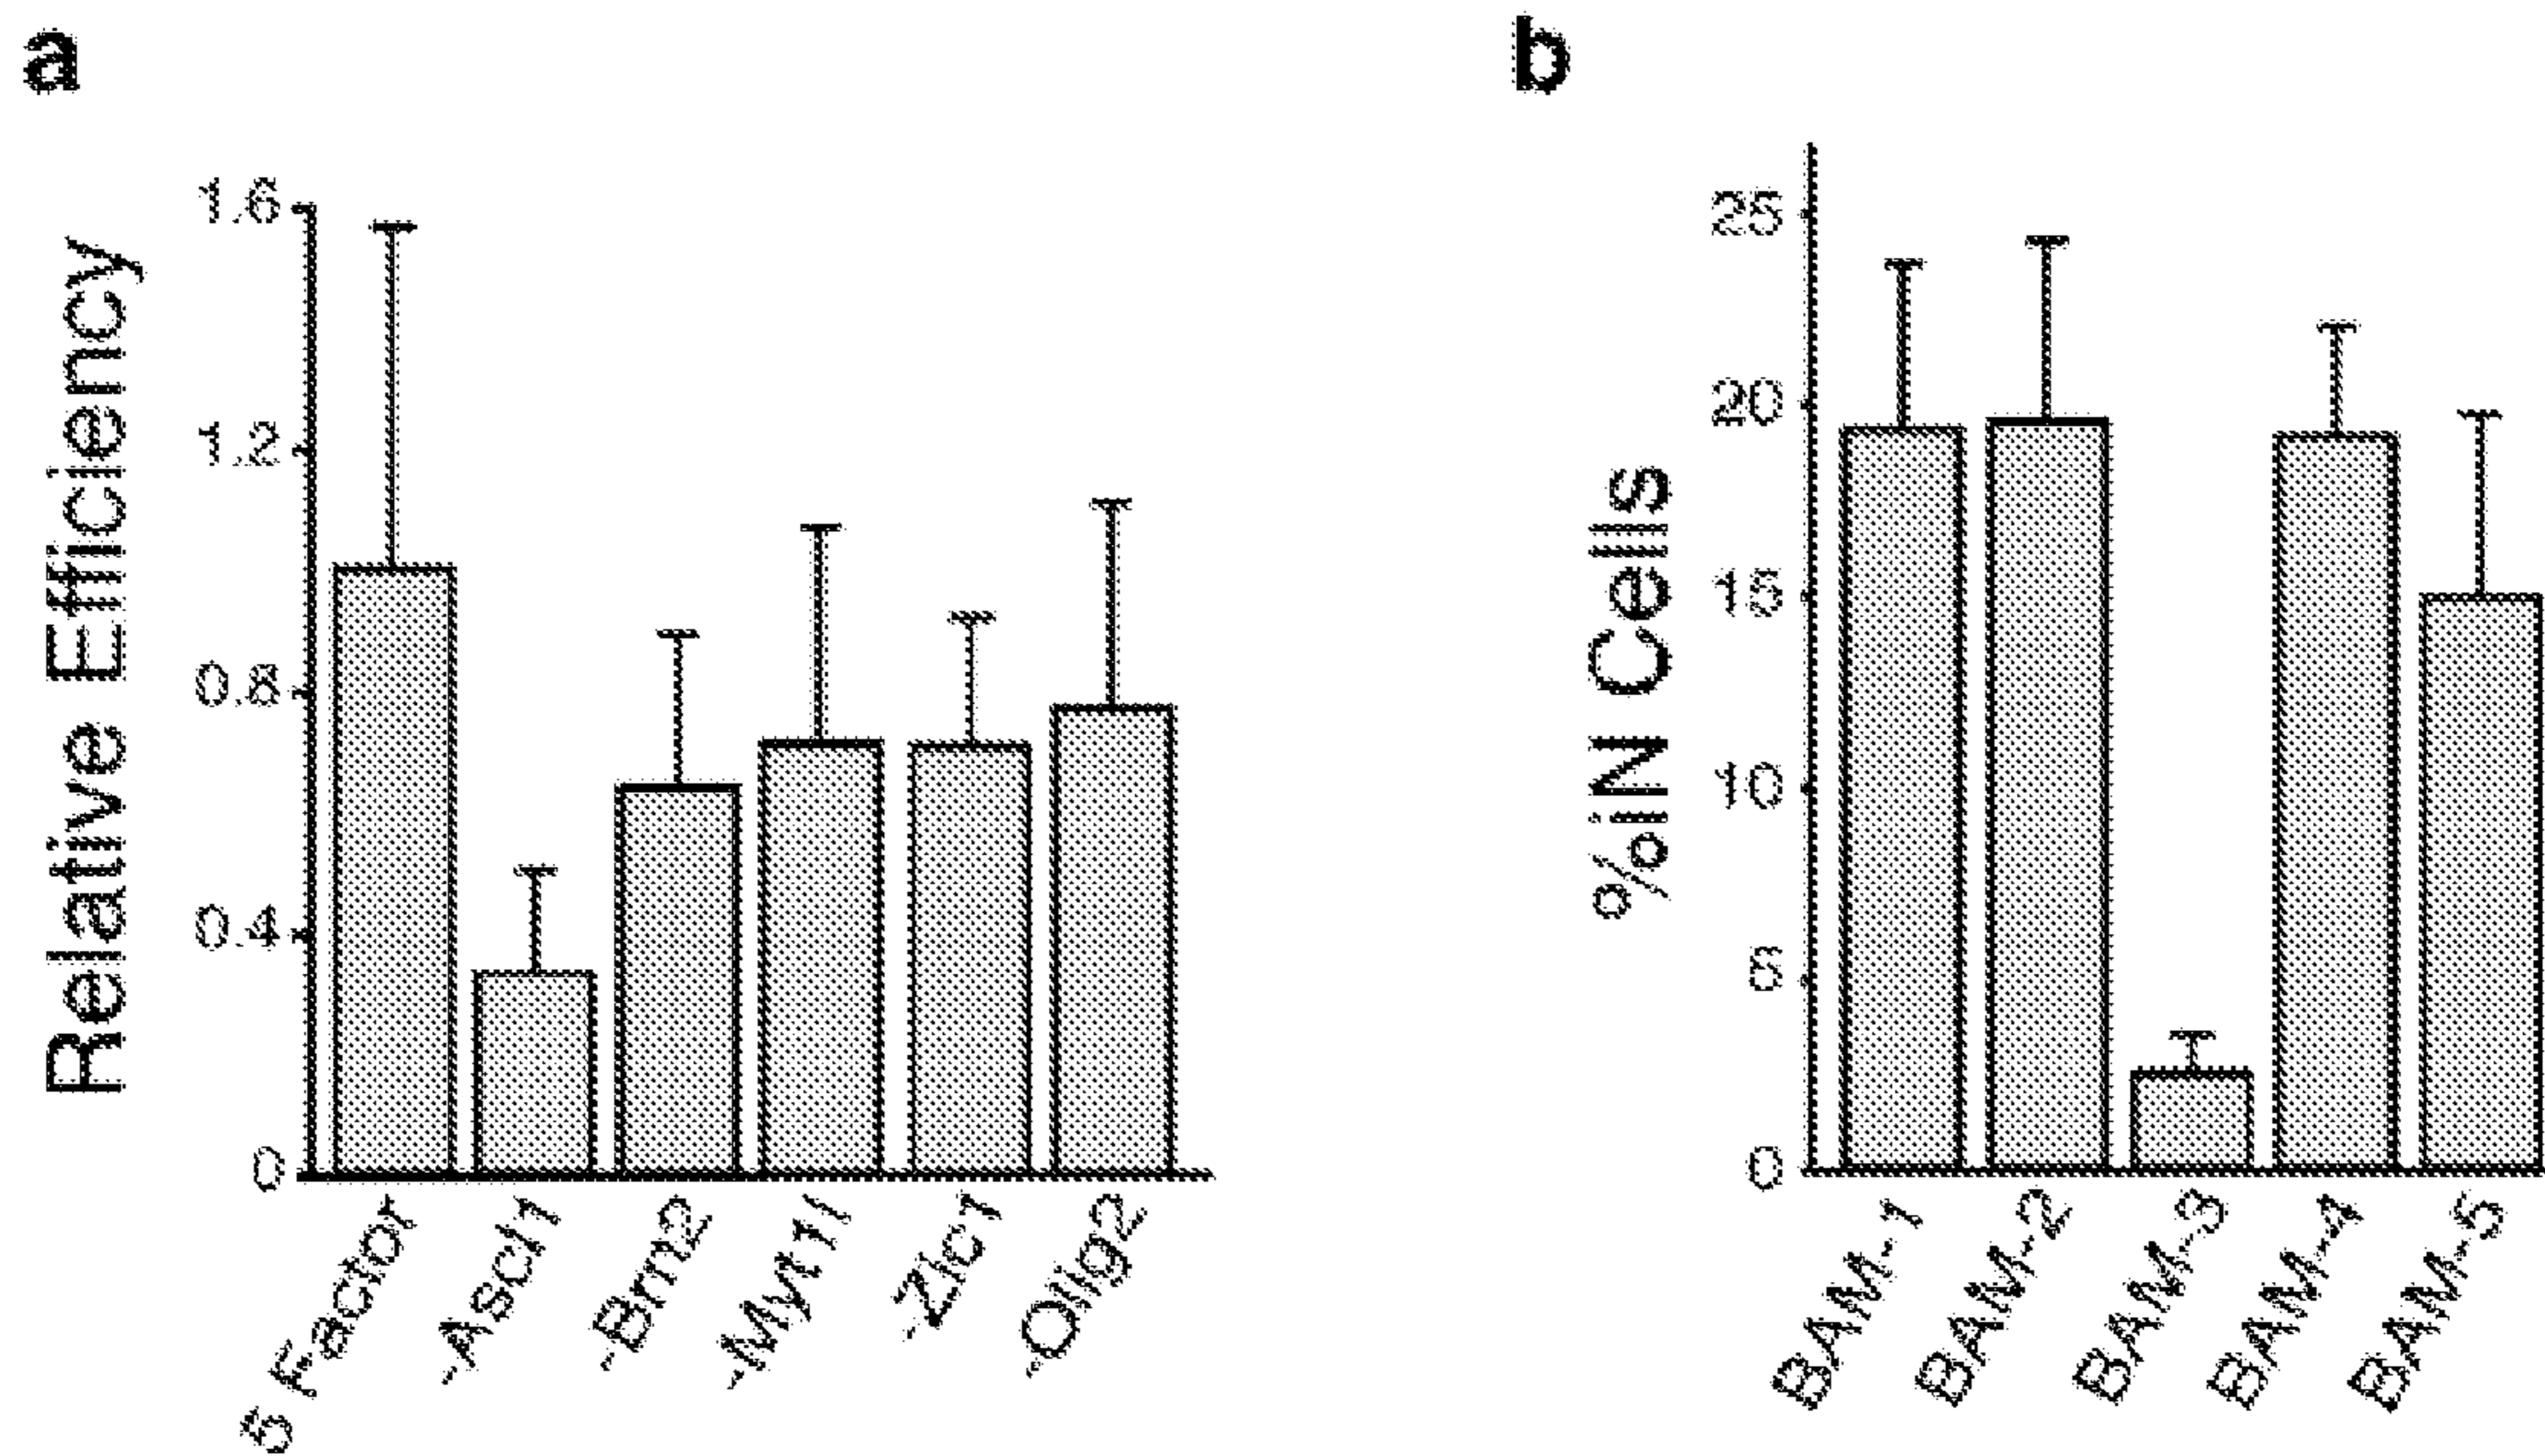 a
Relative Efficiency
1.6
1.2
0.8
0.4
0
5 Factor
-Ascl1
-Brn2
-Myt1l
-Zic1
-Olig2
b
%iN Cells
25
20
15
10
5
0
BAM-1
BAM-2
BAM-3
BAM-4
BAM-5